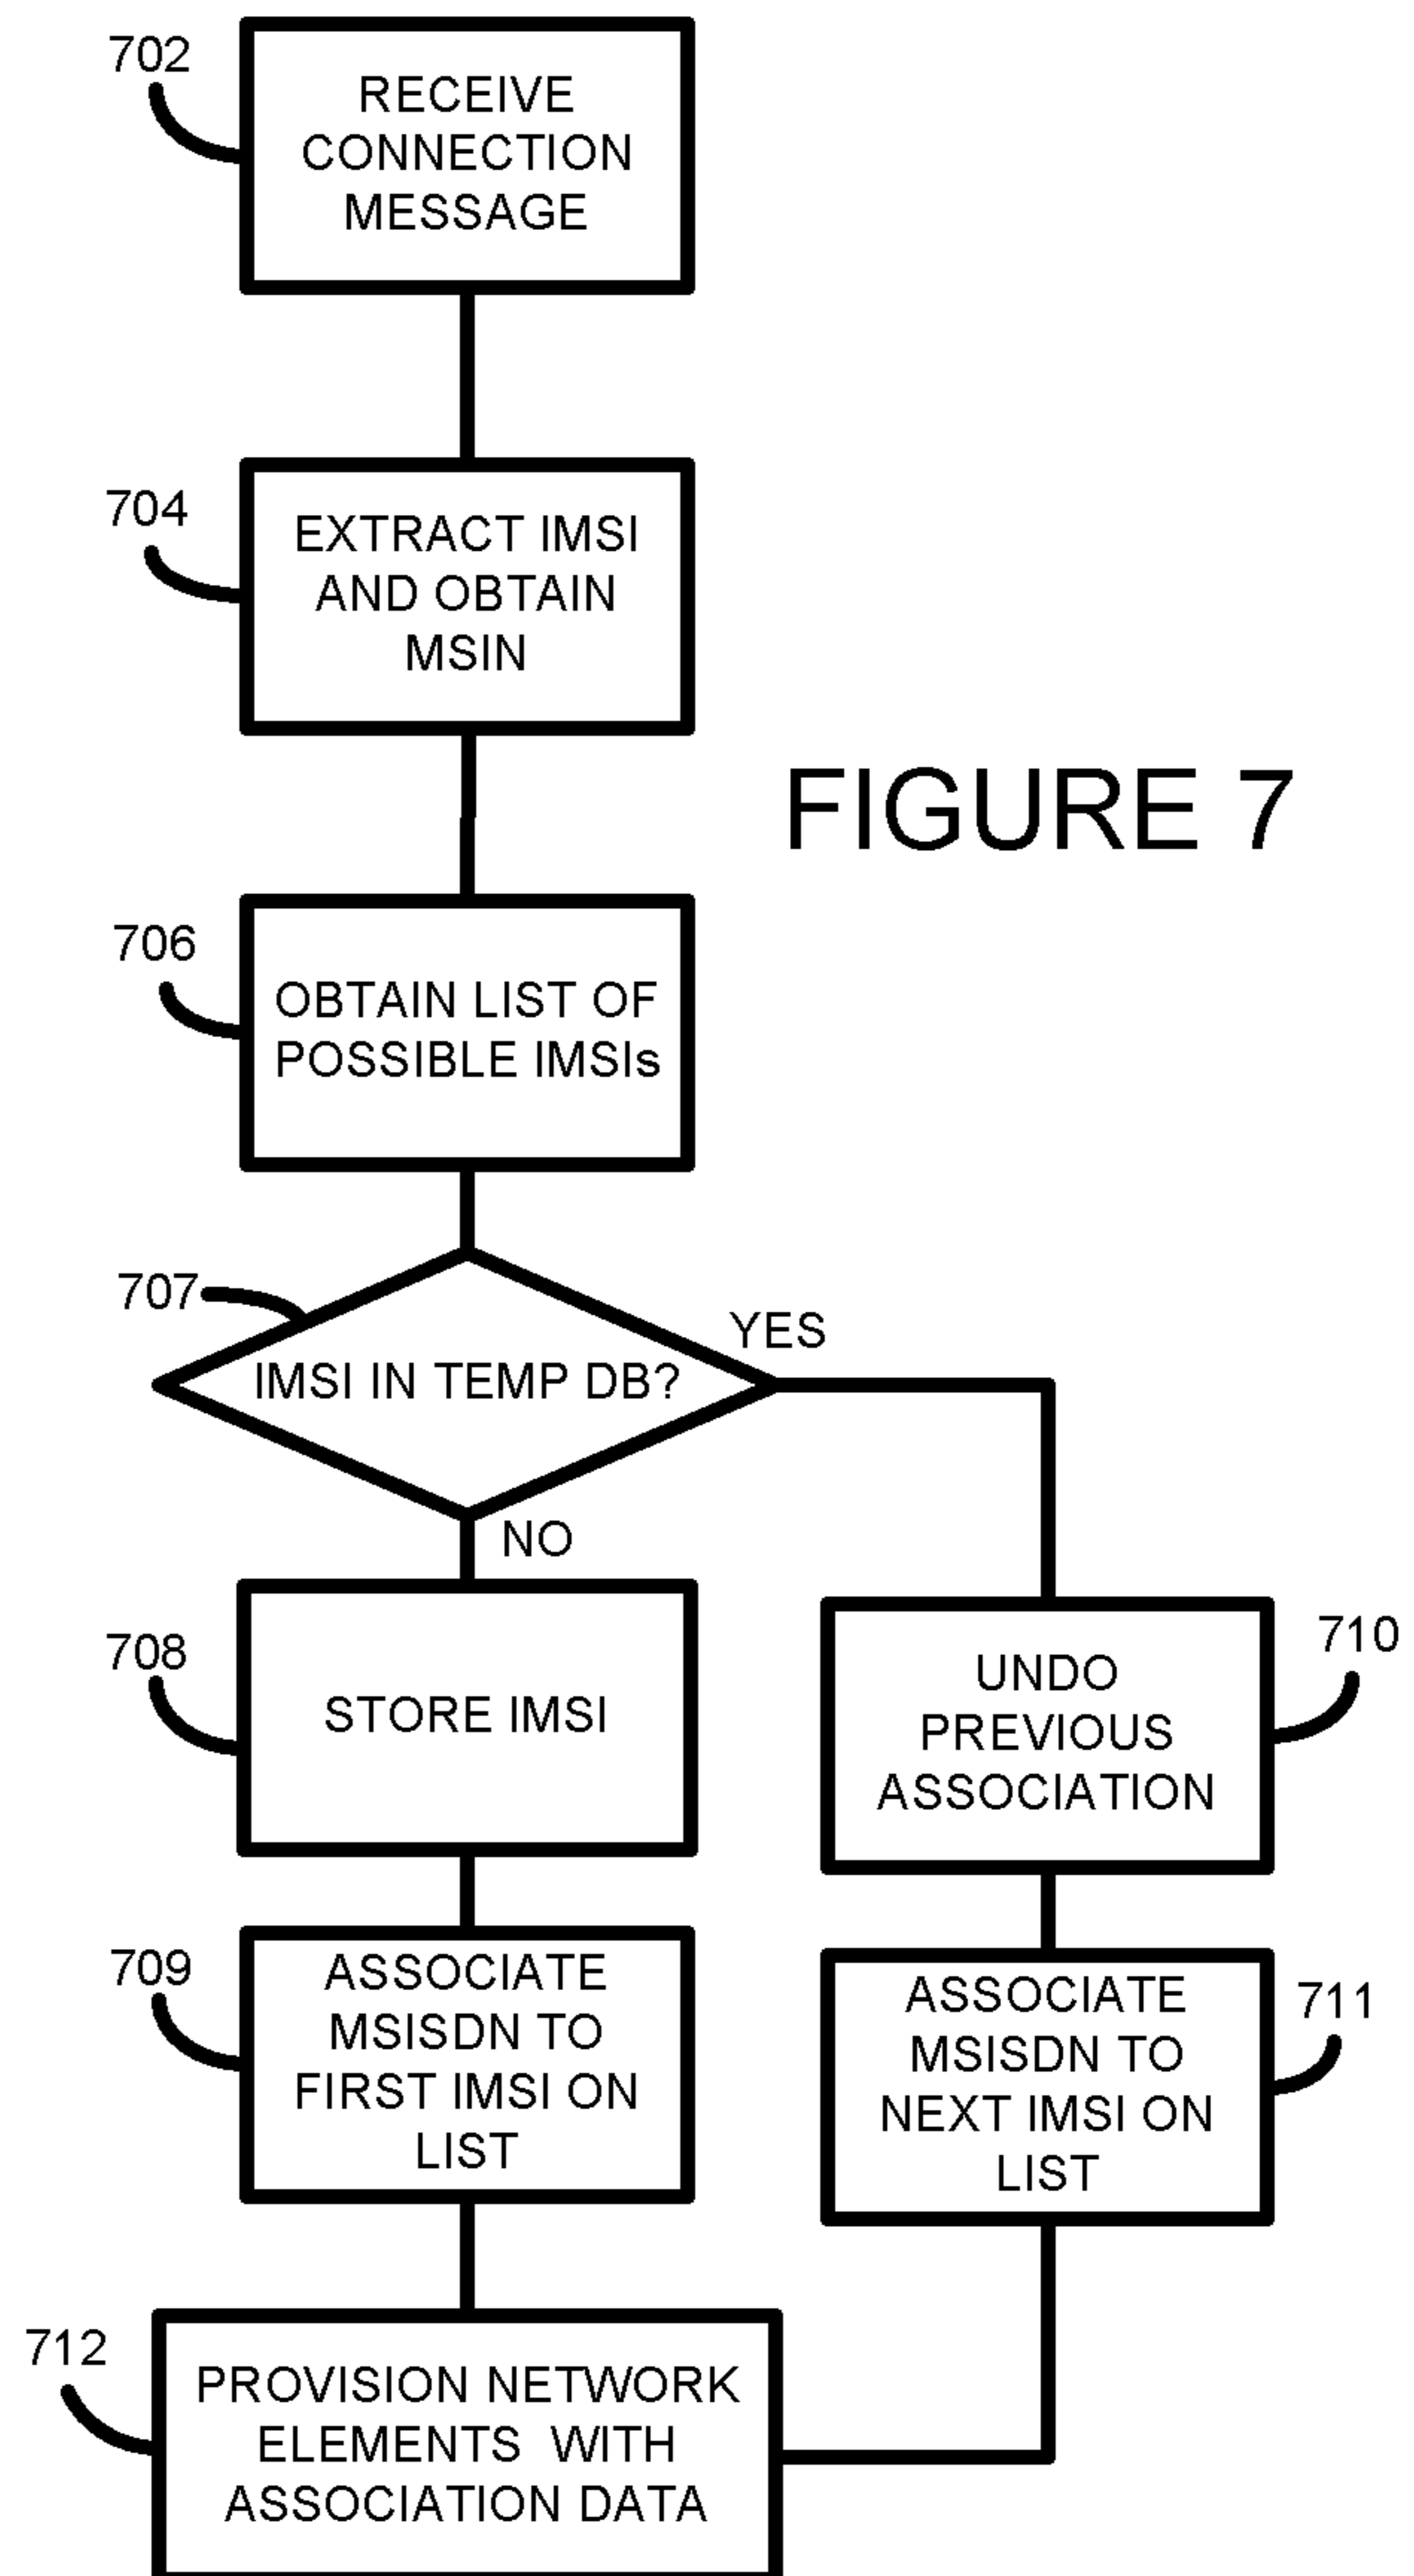 702
RECEIVE
CONNECTION
MESSAGE
704
EXTRACT IMSI
AND OBTAIN
MSIN
FIGURE 7
706
OBTAIN LIST OF
POSSIBLE IMSIs
707
YES
IMSI IN TEMP DB?
NO
708
STORE IMSI
710
UNDO
PREVIOUS
ASSOCIATION
709
ASSOCIATE
MSISDN TO
FIRST IMSI ON
LIST
711
ASSOCIATE
MSISDN TO
NEXT IMSI ON
LIST
712
PROVISION NETWORK
ELEMENTS WITH
ASSOCIATION DATA